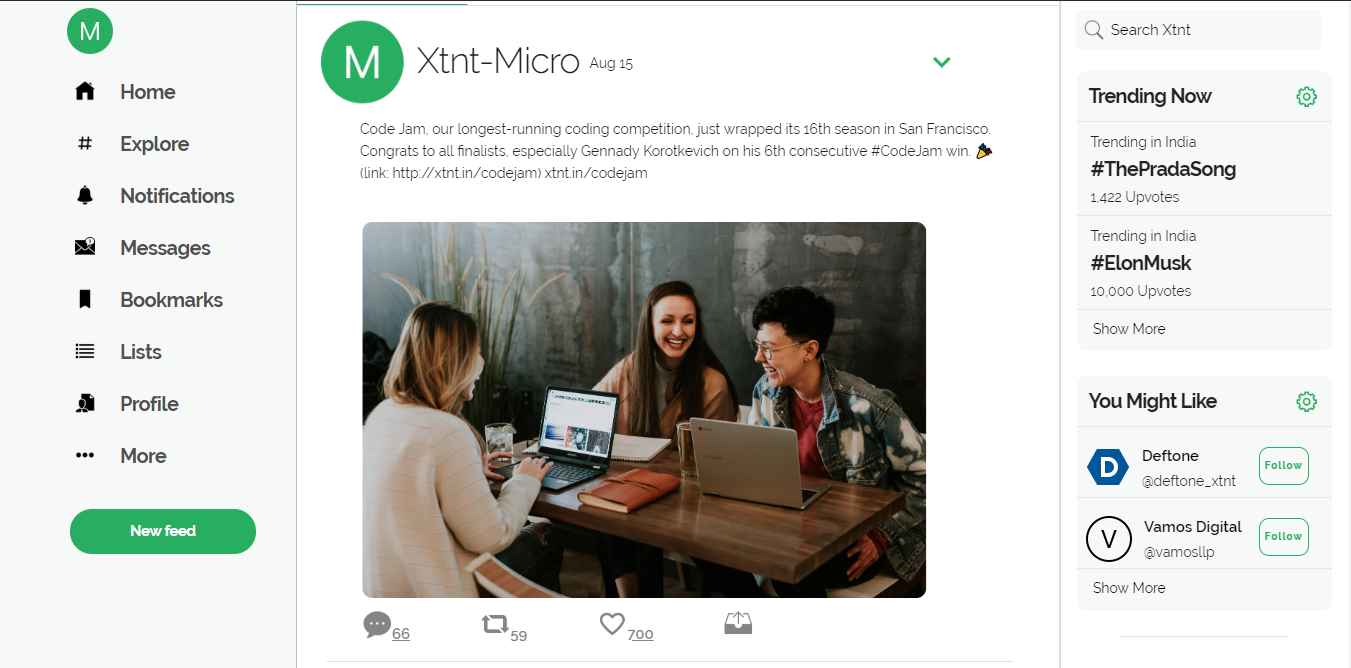 M
Home
Explore
Notifications
Messages
Bookmarks
Lists
Profile
More
New feed
M
Xtnt-Micro Aug 15
Code Jam, our longest-running coding competition, just wrapped its 16th season in San Francisco.
Congrats to all finalists, especially Gennady Korotkevich on his 6th consecutive #CodeJam win. 🎉
(link: http://xtnt.in/codejam) xtnt.in/codejam
66
59
700
Search Xtnt
Trending Now
Trending in India
#ThePradaSong
1,422 Upvotes
Trending in India
#ElonMusk
10,000 Upvotes
Show More
You Might Like
D
Deftone
@deftone_xtnt
Follow
V
Vamos Digital
@vamosllp
Follow
Show More